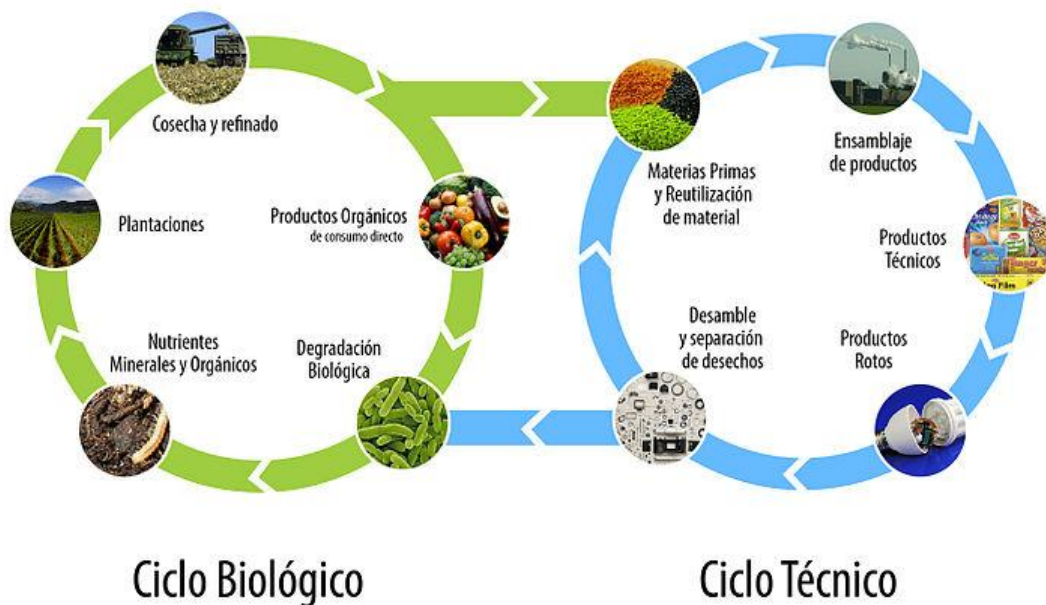 Cosecha y refinado
Plantaciones
Productos Orgánicos
de consumo directo
Nutrientes
Minerales y Orgánicos
Degradación
Biológica
Materias Primas
y Reutilización
de material
Ensamblaje
de productos
Productos
Técnicos
Desamble
y separación
de desechos
Productos
Rotos
Ciclo Biológico
Ciclo Técnico